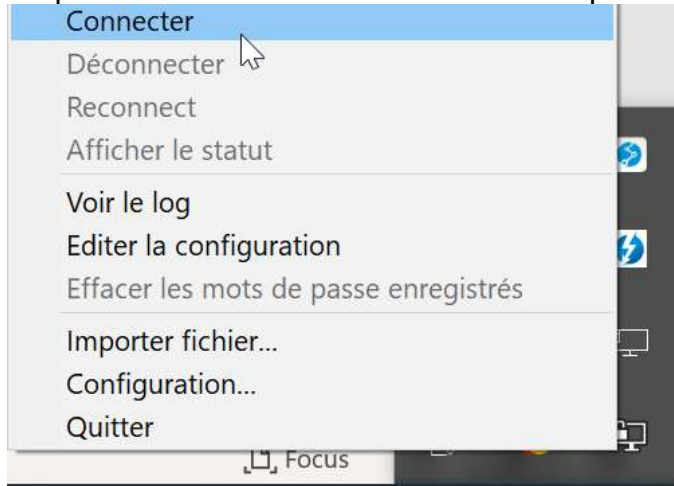 Connecter
Déconnecter
Reconnect
Afficher le statut
Voir le log
Editer la configuration
Effacer les mots de passe enregistrés
Importer fichier...
Configuration...
Quitter
Focus